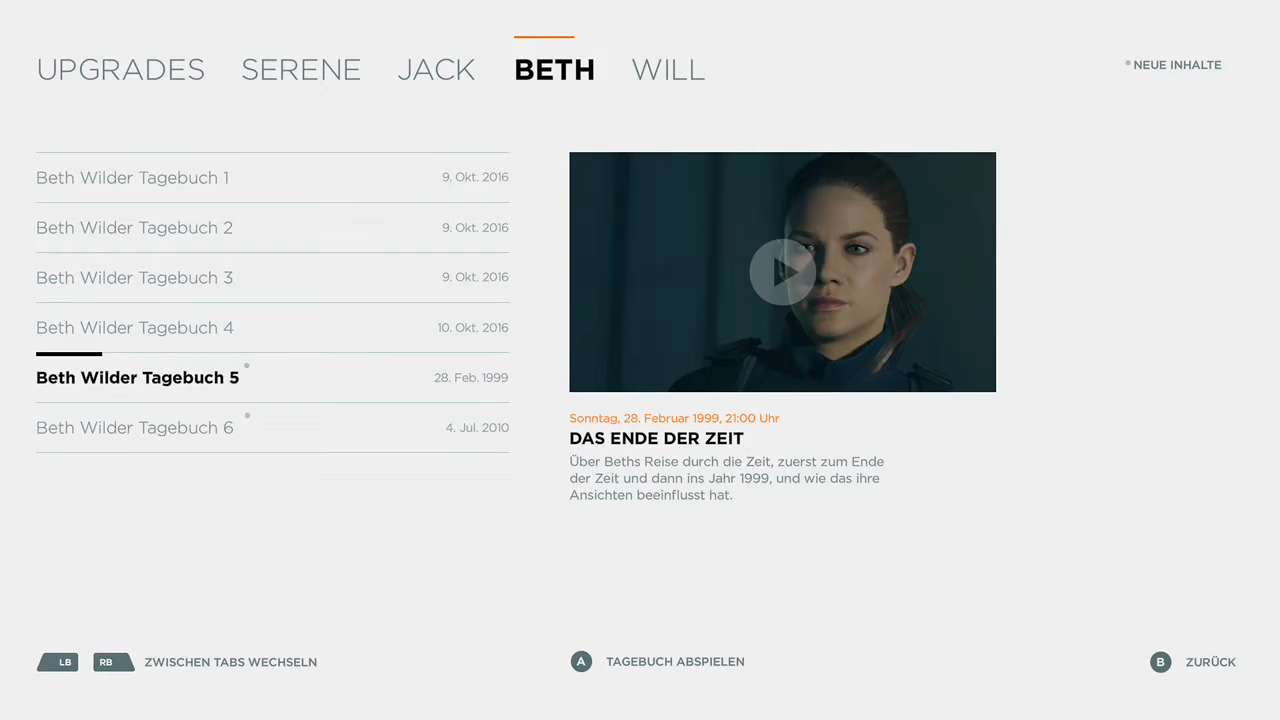 UPGRADES SERENE JACK BETH WILL
NEUE INHALTE
Beth Wilder Tagebuch 1 9. Okt. 2016
Beth Wilder Tagebuch 2 9. Okt. 2016
Beth Wilder Tagebuch 3 9. Okt. 2016
Beth Wilder Tagebuch 4 10. Okt. 2016
Beth Wilder Tagebuch 5 28. Feb. 1999
Beth Wilder Tagebuch 6 4. Jul. 2010
Sonntag, 28. Februar 1999, 21:00 Uhr
DAS ENDE DER ZEIT
Über Beths Reise durch die Zeit, zuerst zum Ende
der Zeit und dann ins Jahr 1999, und wie das ihre
Ansichten beeinflusst hat.
LB RB ZWISCHEN TABS WECHSELN
A TAGEBUCH ABSPIELEN
B ZURÜCK